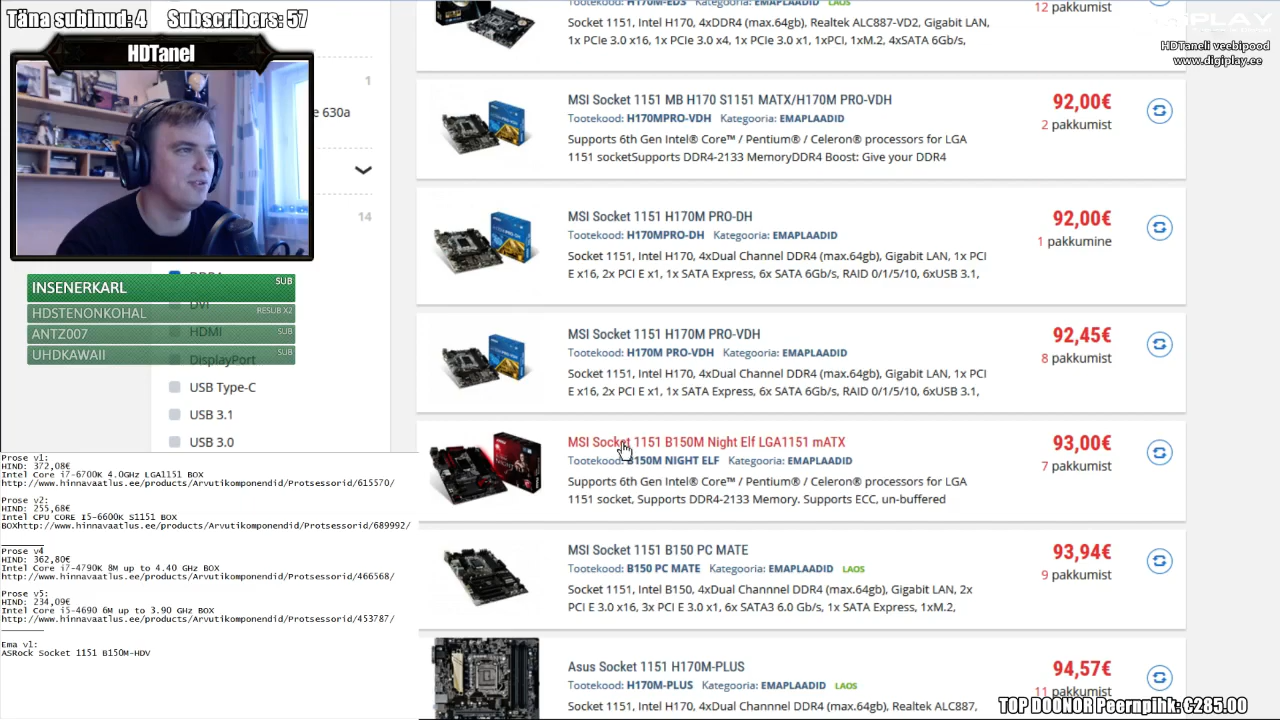 Täna subinud: 4
Subscribers: 57
HDTanel
HDTaneli veebipood
www.digiplay.ee
1
e 630a
14
INSENERKARL SUB
HDSTENONKOHAL RESUB X2
ANTZ007 SUB
UHDKAWAII SUB
DVI
HDMI
DisplayPort
USB Type-C
USB 3.1
USB 3.0
Prose v1:
HIND: 372,08€
Intel Core i7-6700K 4.0GHz LGA1151 BOX
http://www.hinnavaatlus.ee/products/Arvutikomponendid/Protsessorid/615570/
Prose v2:
HIND: 255,68€
Intel CPU CORE I5-6600K S1151 BOX
BOXhttp://www.hinnavaatlus.ee/products/Arvutikomponendid/Protsessorid/689992/
Prose v4
HIND: 362,80€
Intel Core i7-4790K 8M up to 4.40 GHz BOX
http://www.hinnavaatlus.ee/products/Arvutikomponendid/Protsessorid/466568/
Prose v5:
HIND: 234,09€
Intel Core i5-4690 6M up to 3.90 GHz BOX
http://www.hinnavaatlus.ee/products/Arvutikomponendid/Protsessorid/453787/
Ema v1:
ASRock Socket 1151 B150M-HDV
12 pakkumist
Socket 1151, Intel H170, 4xDDR4 (max.64gb), Realtek ALC887-VD2, Gigabit LAN,
1x PCIe 3.0 x16, 1x PCIe 3.0 x4, 1x PCIe 3.0 x1, 1xPCI, 1xM.2, 4xSATA 6Gb/s,
MSI Socket 1151 MB H170 S1151 MATX/H170M PRO-VDH
92,00€
Tootekood: H170MPRO-VDH Kategooria: EMAPLAADID
2 pakkumist
Supports 6th Gen Intel® Core™ / Pentium® / Celeron® processors for LGA
1151 socketSupports DDR4-2133 MemoryDDR4 Boost: Give your DDR4
MSI Socket 1151 H170M PRO-DH
92,00€
Tootekood: H170MPRO-DH Kategooria: EMAPLAADID
1 pakkumine
Socket 1151, Intel H170, 4xDual Channel DDR4 (max.64gb), Gigabit LAN, 1x PCI
E x16, 2x PCI E x1, 1x SATA Express, 6x SATA 6Gb/s, RAID 0/1/5/10, 6xUSB 3.1,
MSI Socket 1151 H170M PRO-VDH
92,45€
Tootekood: H170M PRO-VDH Kategooria: EMAPLAADID
8 pakkumist
Socket 1151, Intel H170, 4xDual Channel DDR4 (max.64gb), Gigabit LAN, 1x PCI
E x16, 2x PCI E x1, 1x SATA Express, 6x SATA 6Gb/s, RAID 0/1/5/10, 6xUSB 3.1,
MSI Socket 1151 B150M Night Elf LGA1151 mATX
93,00€
Tootekood: B150M NIGHT ELF Kategooria: EMAPLAADID
7 pakkumist
Supports 6th Gen Intel® Core™ / Pentium® / Celeron® processors for LGA
1151 socket, Supports DDR4-2133 Memory. Supports ECC, un-buffered
MSI Socket 1151 B150 PC MATE
93,94€
Tootekood: B150 PC MATE Kategooria: EMAPLAADID LAOS
9 pakkumist
Socket 1151, Intel B150, 4xDual Channel DDR4 (max.64gb), Gigabit LAN, 2x
PCI E 3.0 x16, 3x PCI E 3.0 x1, 6x SATA3 6.0 Gb/s, 1x SATA Express, 1xM.2,
Asus Socket 1151 H170M-PLUS
94,57€
Tootekood: H170M-PLUS Kategooria: EMAPLAADID LAOS
11 pakkumist
Socket 1151, Intel H170, 4xDDR4 (max.64gb), Gigabit LAN, Realtek ALC887,
TOP DOONOR Peernpihl: €285.00